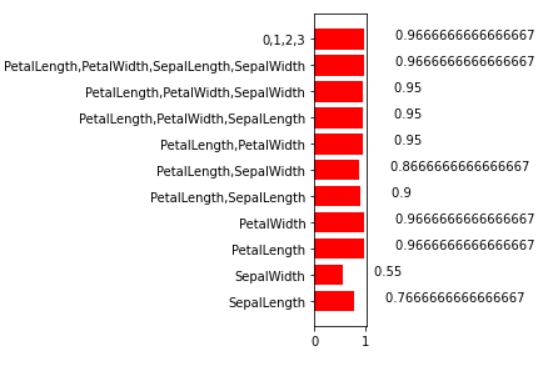 0,1,2,3 0.9666666666666667
PetalLength,PetalWidth,SepalLength,SepalWidth 0.9666666666666667
PetalLength,PetalWidth,SepalWidth 0.95
PetalLength,PetalWidth,SepalLength 0.95
PetalLength,PetalWidth 0.95
PetalLength,SepalWidth 0.8666666666666667
PetalLength,SepalLength 0.9
PetalWidth 0.9666666666666667
PetalLength 0.9666666666666667
SepalWidth 0.55
SepalLength 0.7666666666666667
0 1